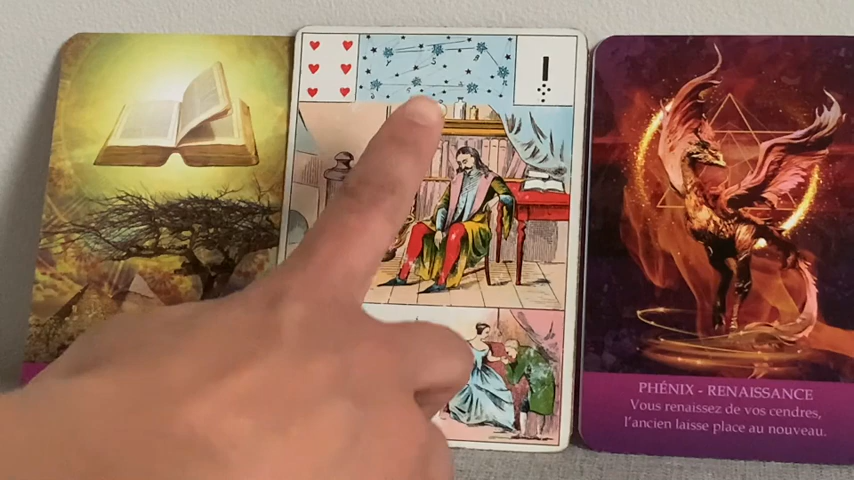 PHÉNIX - RENAISSANCE
Vous renaissez de vos cendres,
l'ancien laisse place au nouveau.